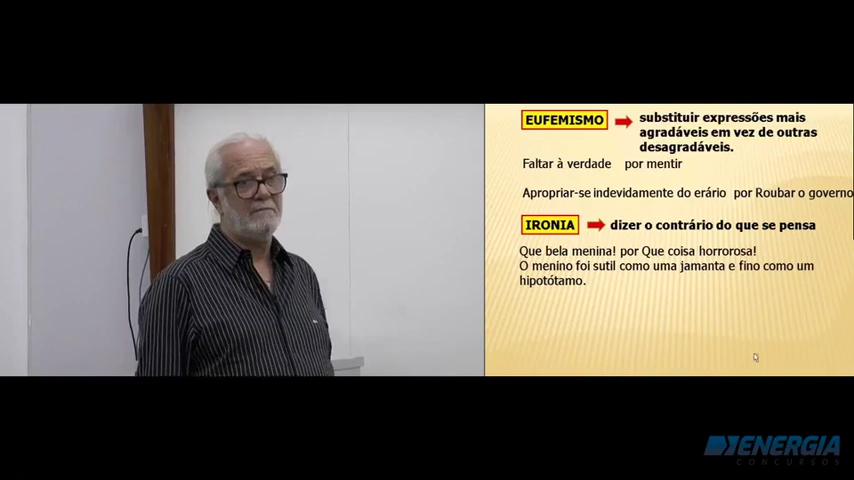 EUFEMISMO
substituir expressões mais
agradáveis em vez de outras
desagradáveis.
Faltar à verdade por mentir
Apropriar-se indevidamente do erário por Roubar o governo
IRONIA
dizer o contrário do que se pensa
Que bela menina! por Que coisa horrorosa!
O menino foi sutil como uma jamanta e fino como um
hipotótamo.
ENERGIA
CONCURSOS